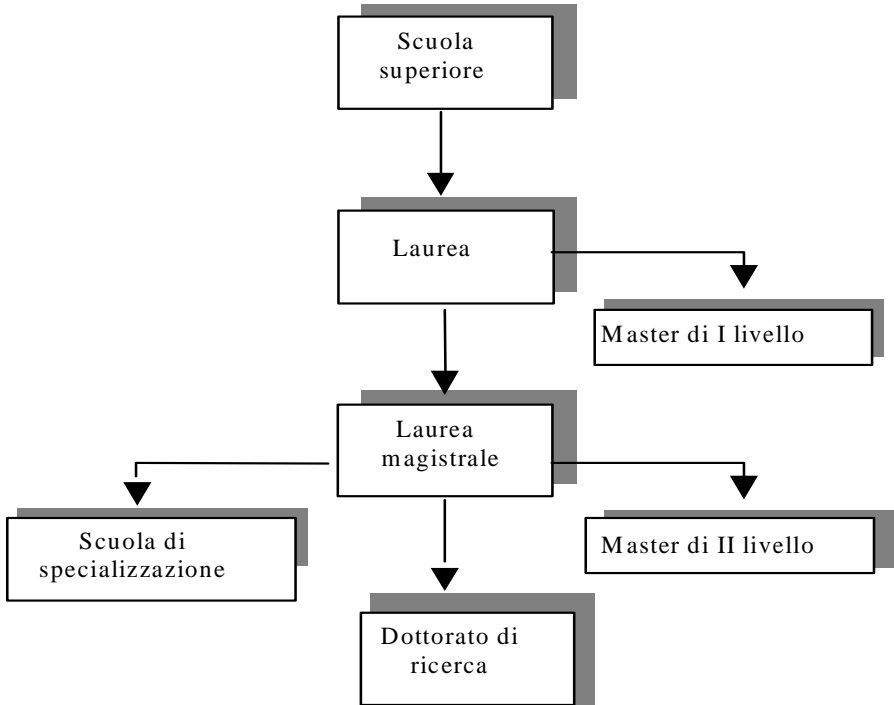 Scuola
superiore
Laurea
Master di I livello
Laurea
magistrale
Scuola di
specializzazione
Master di II livello
Dottorato di
ricerca